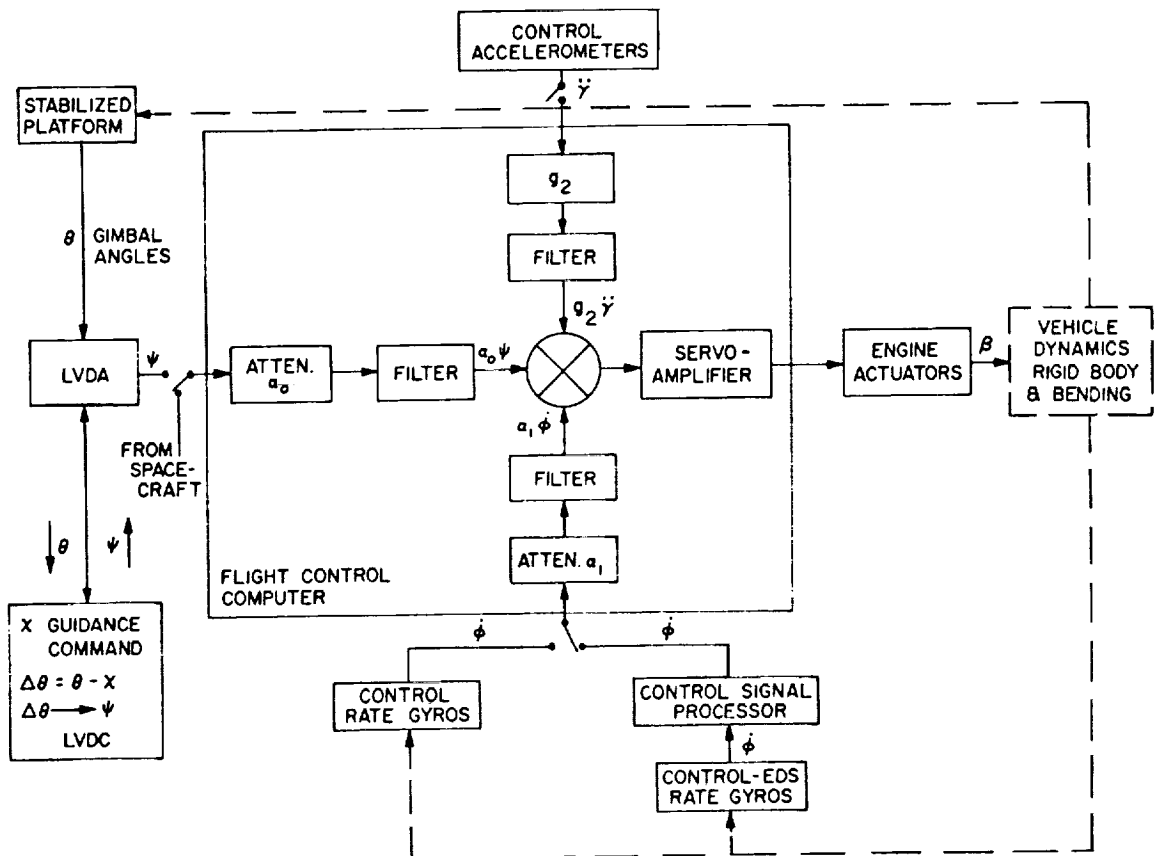 CONTROL
ACCELEROMETERS
γ̈
STABILIZED
PLATFORM
g₂
θ GIMBAL
ANGLES
FILTER
g₂ γ̈
LVDA
ψ
ATTEN.
a₀
FILTER
a₀ψ
SERVO-
AMPLIFIER
ENGINE
ACTUATORS
β
VEHICLE
DYNAMICS
RIGID BODY
& BENDING
FROM
SPACE-
CRAFT
a₁ φ̇
FILTER
θ
ψ
ATTEN. a₁
FLIGHT CONTROL
COMPUTER
χ GUIDANCE
COMMAND
Δθ = θ - χ
Δθ → ψ
LVDC
φ̇
φ̇
CONTROL
RATE GYROS
CONTROL SIGNAL
PROCESSOR
φ̇
CONTROL-EDS
RATE GYROS